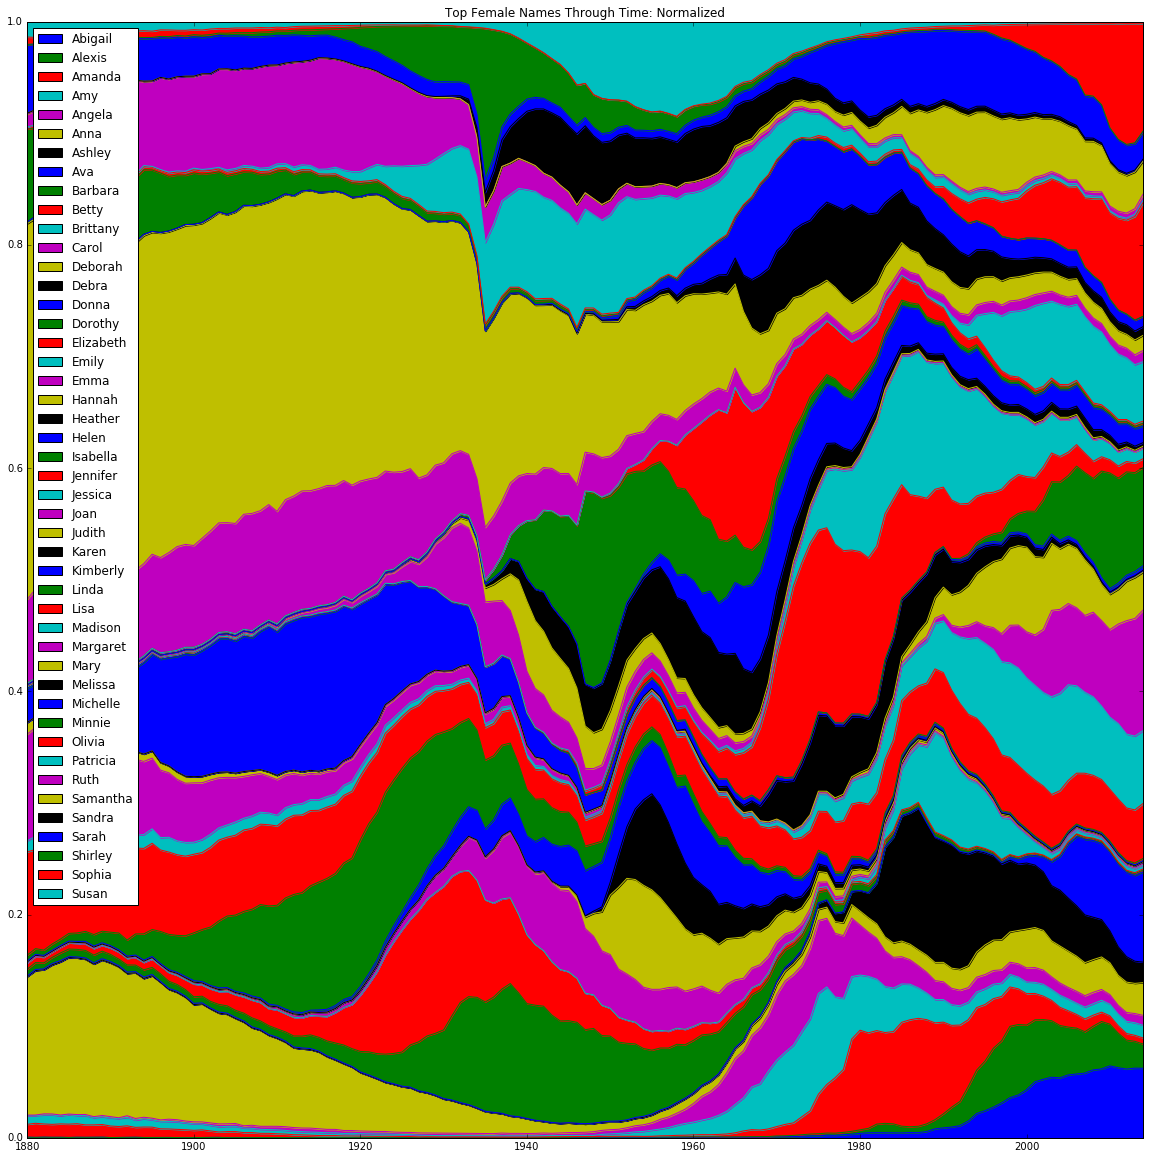 Top Female Names Through Time: Normalized
1.0
0.8
0.6
0.4
0.2
0.0
Abigail
Alexis
Amanda
Amy
Angela
Anna
Ashley
Ava
Barbara
Betty
Brittany
Carol
Deborah
Debra
Donna
Dorothy
Elizabeth
Emily
Emma
Hannah
Heather
Helen
Isabella
Jennifer
Jessica
Joan
Judith
Karen
Kimberly
Linda
Lisa
Madison
Margaret
Mary
Melissa
Michelle
Minnie
Olivia
Patricia
Ruth
Samantha
Sandra
Sarah
Shirley
Sophia
Susan
1880 1900 1920 1940 1960 1980 2000